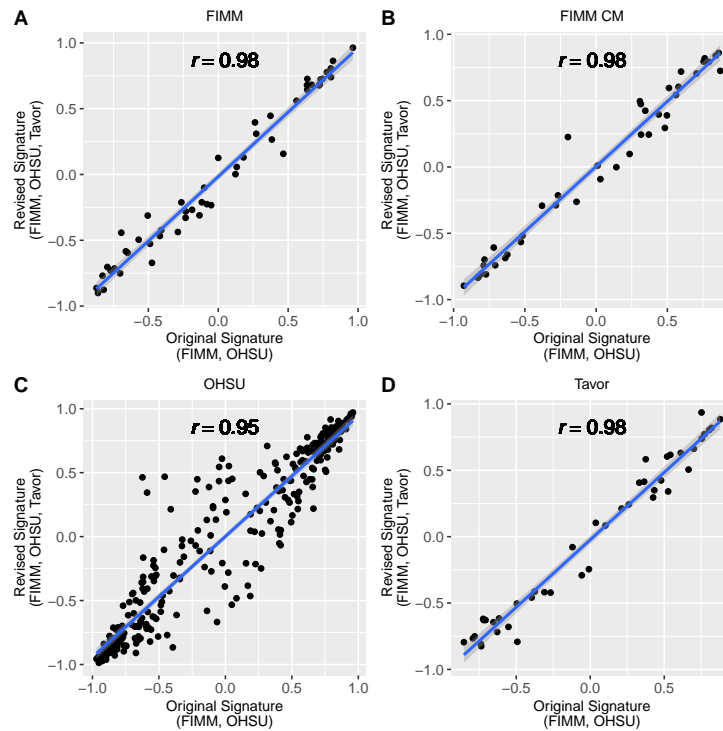 A
FIMM
r = 0.98
1.0
0.5
0.0
−0.5
−1.0
−0.5
0.0
0.5
1.0
Revised Signature
(FIMM, OHSU, Tavor)
Original Signature
(FIMM, OHSU)
B
FIMM CM
r = 0.98
1.0
0.5
0.0
−0.5
−1.0
−1.0
−0.5
0.0
0.5
Revised Signature
(FIMM, OHSU, Tavor)
Original Signature
(FIMM, OHSU)
C
OHSU
r = 0.95
1.0
0.5
0.0
−0.5
−1.0
−1.0
−0.5
0.0
0.5
1.0
Revised Signature
(FIMM, OHSU, Tavor)
Original Signature
(FIMM, OHSU)
D
Tavor
r = 0.98
1.0
0.5
0.0
−0.5
−1.0
−0.5
0.0
0.5
Revised Signature
(FIMM, OHSU, Tavor)
Original Signature
(FIMM, OHSU)